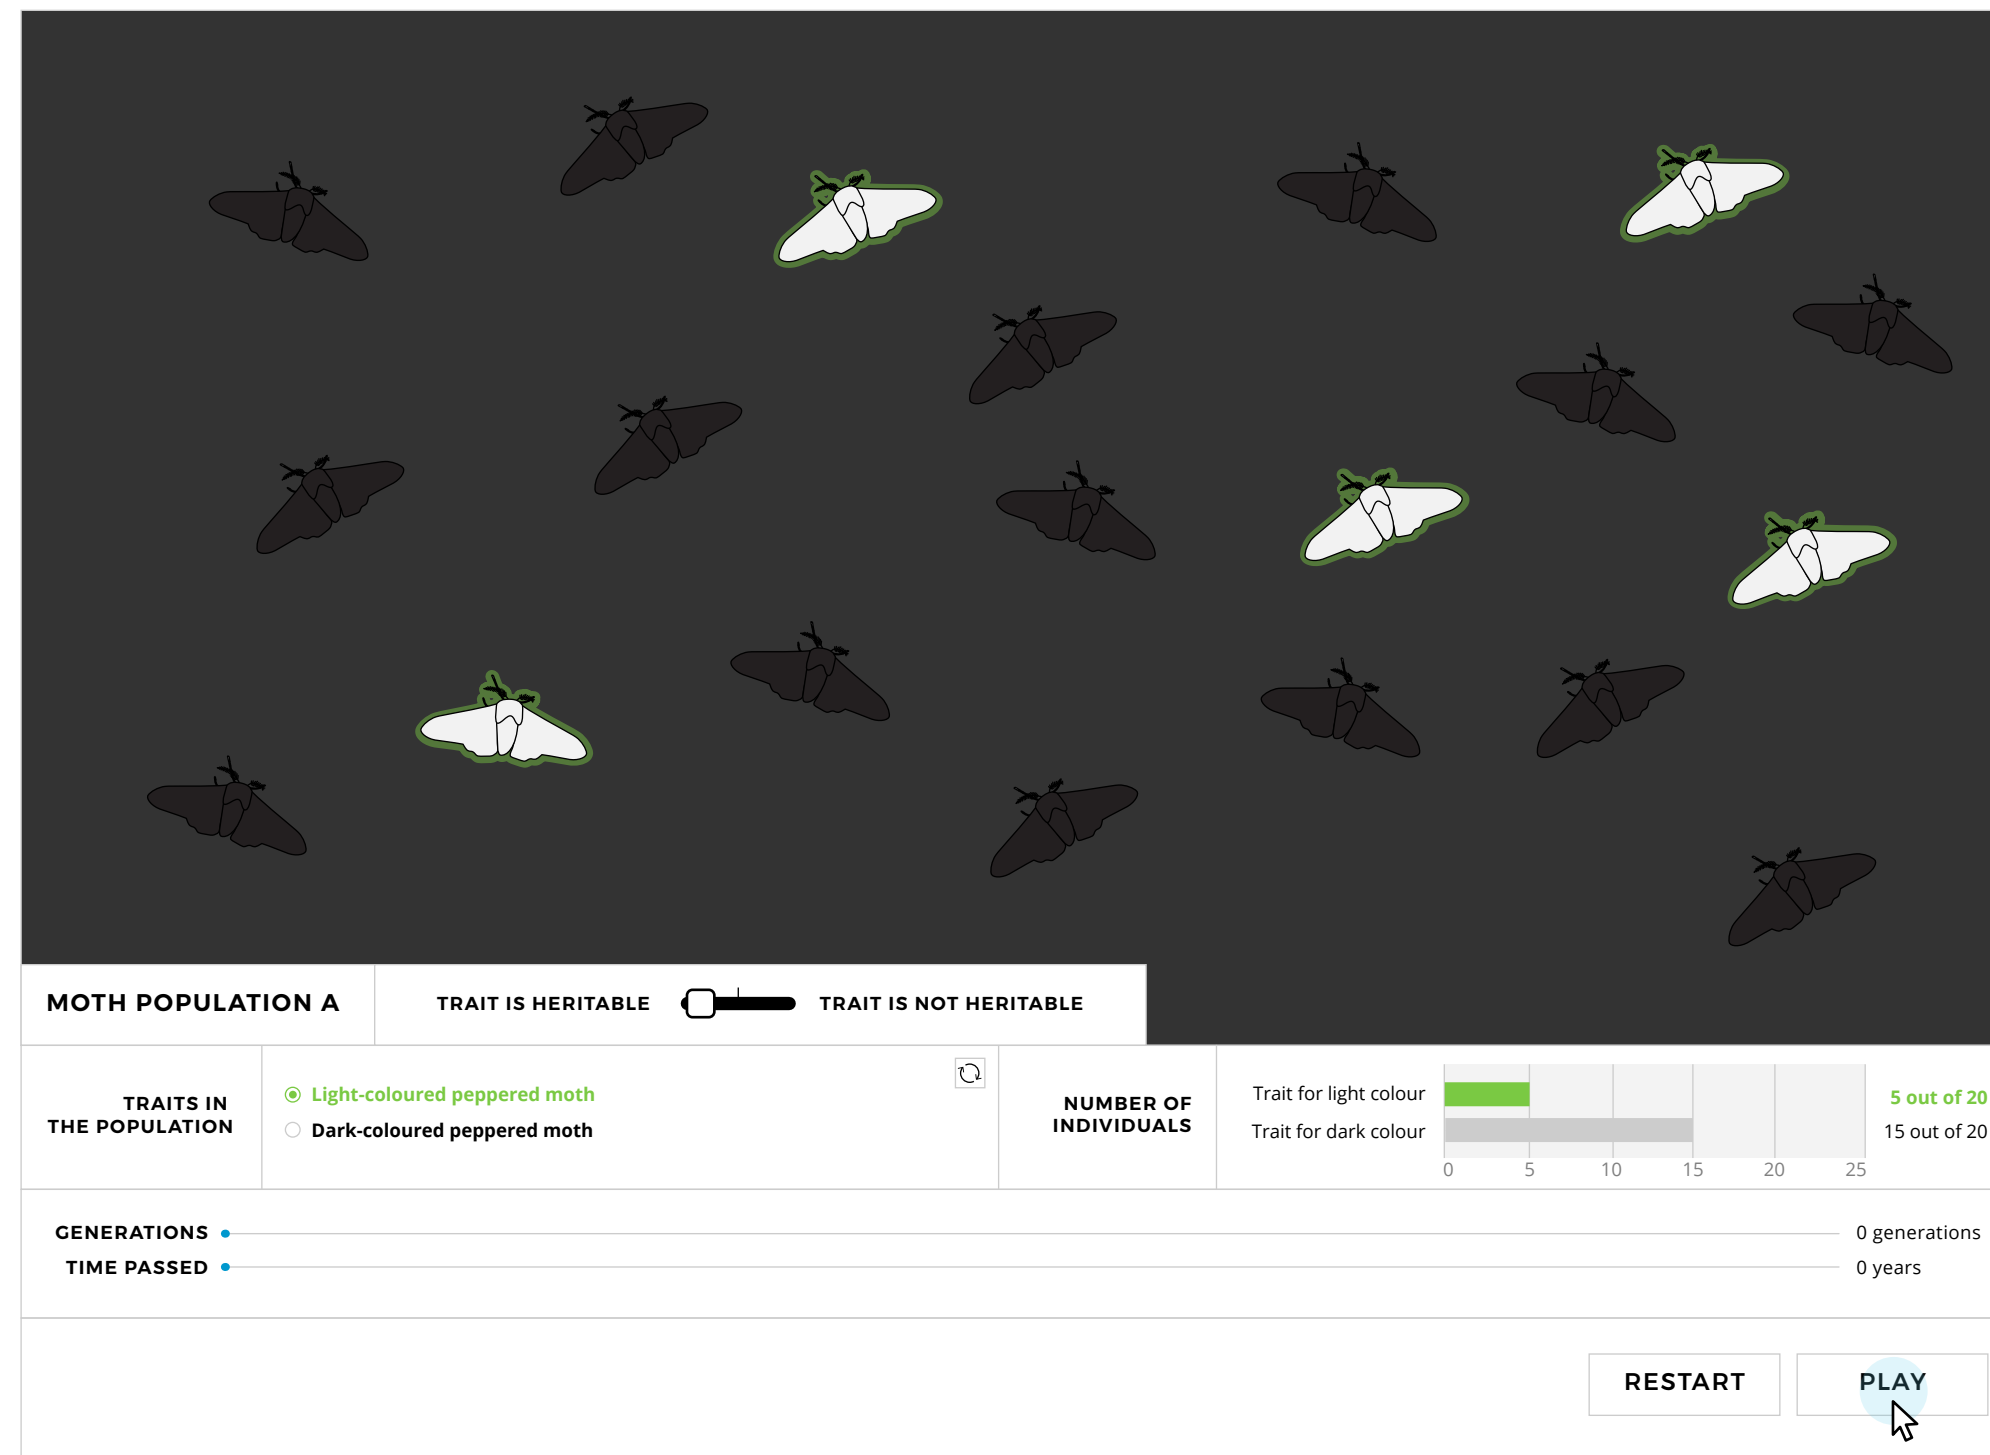 MOTH POPULATION A
TRAIT IS HERITABLE
TRAIT IS NOT HERITABLE
TRAITS IN
THE POPULATION
Light-coloured peppered moth
Dark-coloured peppered moth
NUMBER OF
INDIVIDUALS
Trait for light colour
5 out of 20
Trait for dark colour
15 out of 20
0 5 10 15 20 25
GENERATIONS
0 generations
TIME PASSED
0 years
RESTART
PLAY